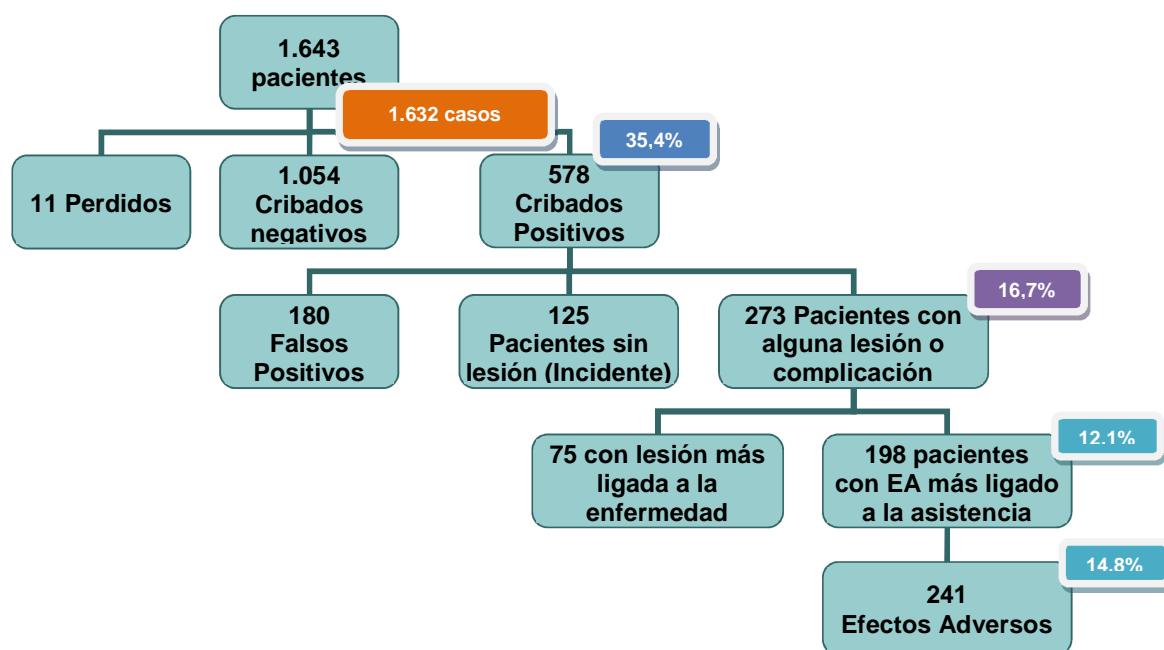 1.643
pacientes
1.632 casos
35,4%
11 Perdidos
1.054
Cribados
negativos
578
Cribados
Positivos
16,7%
180
Falsos
Positivos
125
Pacientes sin
lesión (Incidente)
273 Pacientes con
alguna lesión o
complicación
12.1%
75 con lesión más
ligada a la
enfermedad
198 pacientes
con EA más ligado
a la asistencia
14.8%
241
Efectos Adversos